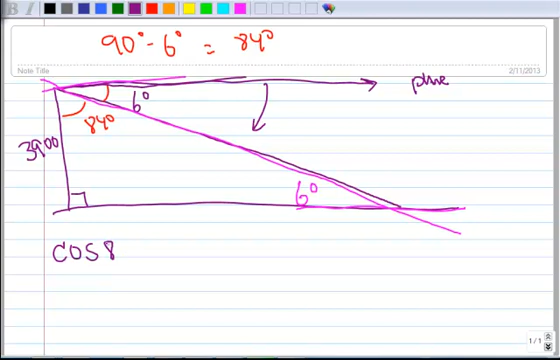 B I U
90° - 6° = 84°
Note Title
2/11/2013
plane
6°
84°
3900
6°
COS 8
1/1